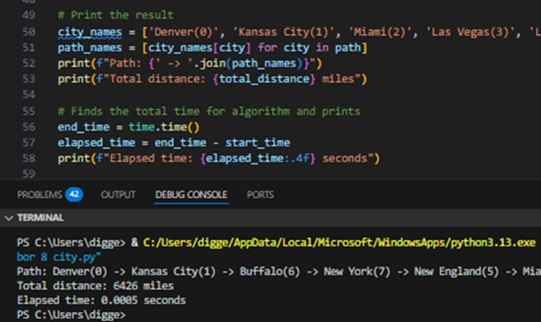 49 # Print the result
50 city_names = ['Denver(0)', 'Kansas City(1)', 'Miami(2)', 'Las Vegas(3)', 'L
51 path_names = [city_names[city] for city in path]
52 print(f"Path: {' -> '.join(path_names)}")
53 print(f"Total distance: {total_distance} miles")
54
55 # Finds the total time for algorithm and prints
56 end_time = time.time()
57 elapsed_time = end_time - start_time
58 print(f"Elapsed time: {elapsed_time:.4f} seconds")
59
PROBLEMS 42 OUTPUT DEBUG CONSOLE PORTS
TERMINAL
PS C:\Users\digge> & C:/Users/digge/AppData/Local/Microsoft/WindowsApps/python3.13.exe
bor 8 city.py"
Path: Denver(0) -> Kansas City(1) -> Buffalo(6) -> New York(7) -> New England(5) -> Mia
Total distance: 6426 miles
Elapsed time: 0.0005 seconds
PS C:\Users\digge>